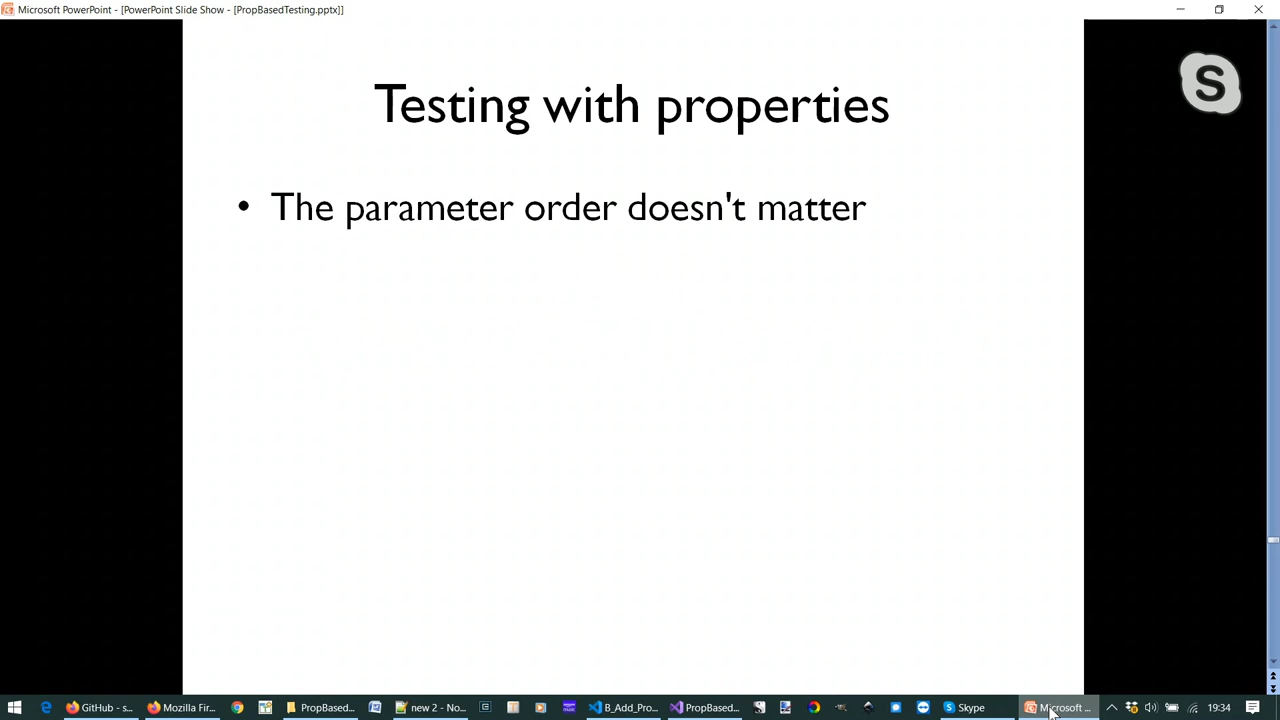 Microsoft PowerPoint - [PowerPoint Slide Show - [PropBasedTesting.pptx]]
S
Testing with properties
• The parameter order doesn't matter
GitHub - s...
Mozilla Fir...
PropBased...
new 2 - No...
B_Add_Pro...
PropBased...
Skype
Microsoft ...
19:34